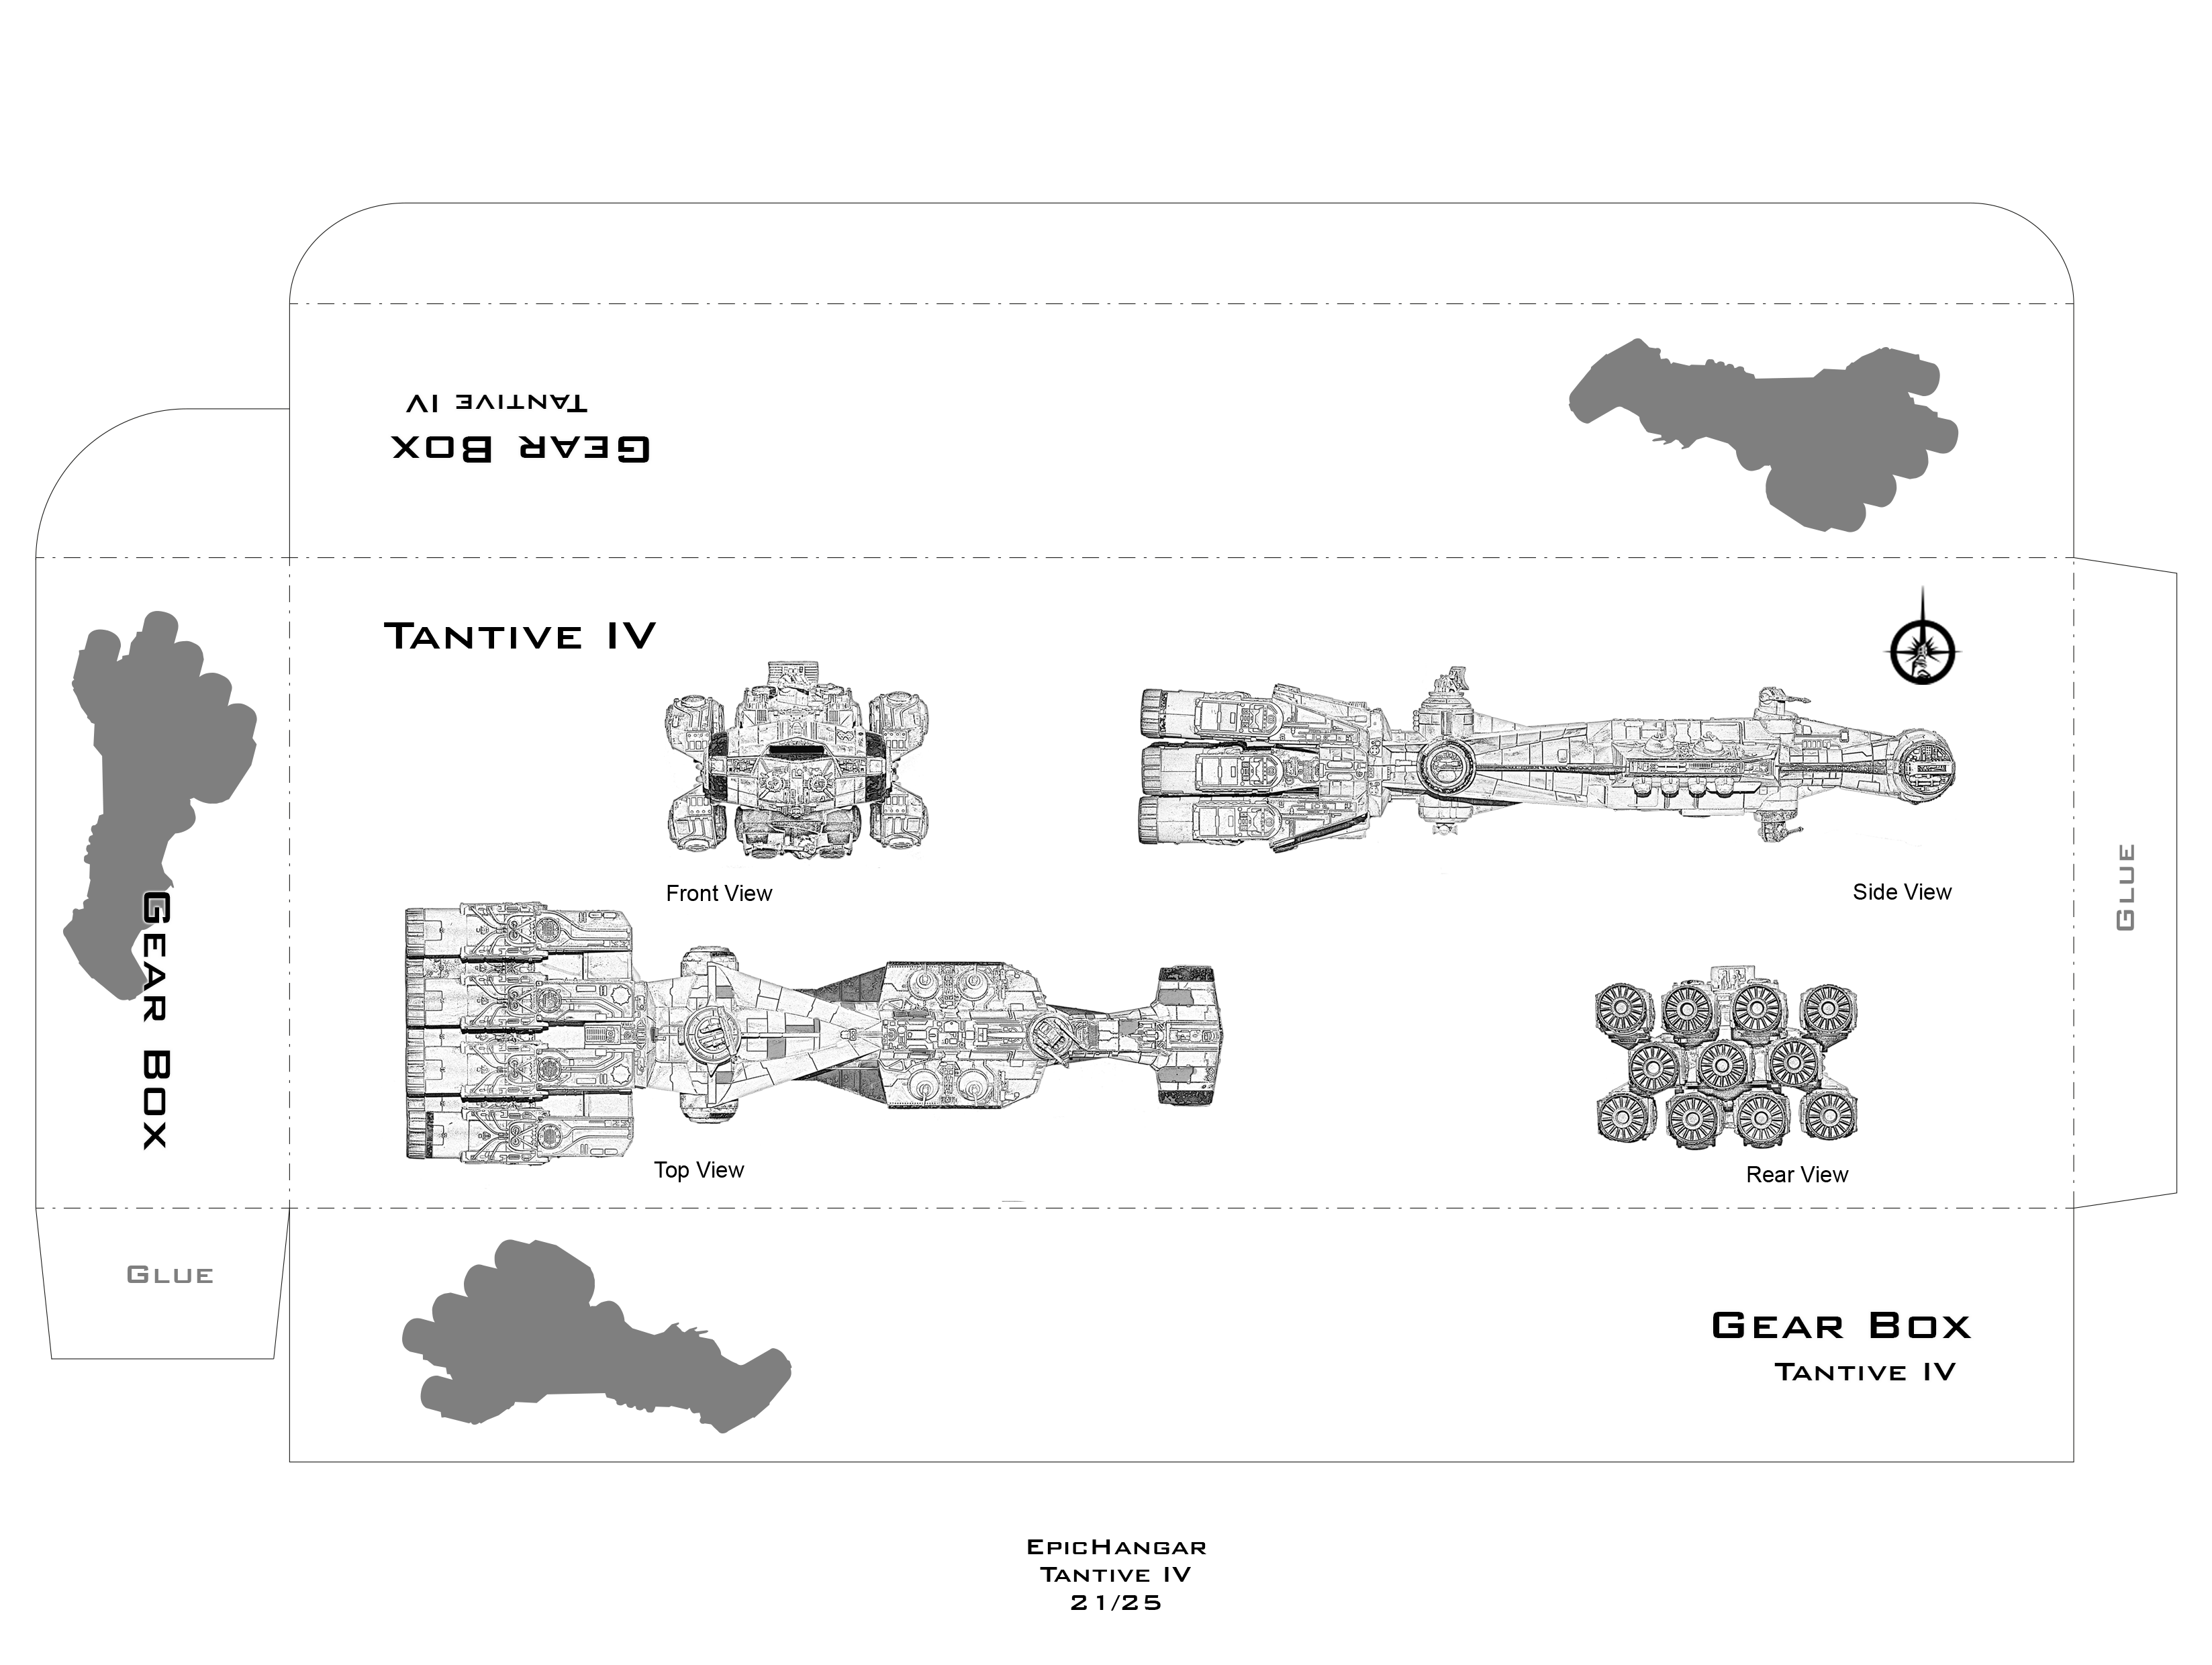 Tantive IV
Gear Box
Tantive IV
Front View
Side View
Top View
Rear View
Gear Box
Glue
Glue
Gear Box
Tantive IV
EpicHangar
Tantive IV
21/25